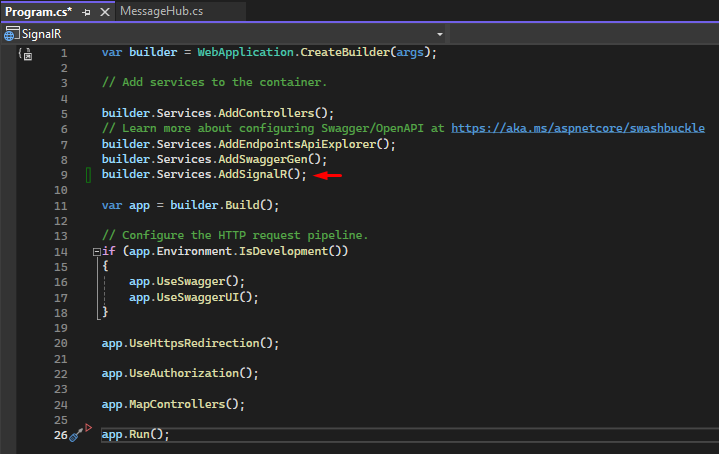 Program.cs*
MessageHub.cs
SignalR
1 var builder = WebApplication.CreateBuilder(args);
2
3 // Add services to the container.
4
5 builder.Services.AddControllers();
6 // Learn more about configuring Swagger/OpenAPI at https://aka.ms/aspnetcore/swashbuckle
7 builder.Services.AddEndpointsApiExplorer();
8 builder.Services.AddSwaggerGen();
9 builder.Services.AddSignalR();
10
11 var app = builder.Build();
12
13 // Configure the HTTP request pipeline.
14 if (app.Environment.IsDevelopment())
15 {
16 app.UseSwagger();
17 app.UseSwaggerUI();
18 }
19
20 app.UseHttpsRedirection();
21
22 app.UseAuthorization();
23
24 app.MapControllers();
25
26 app.Run();